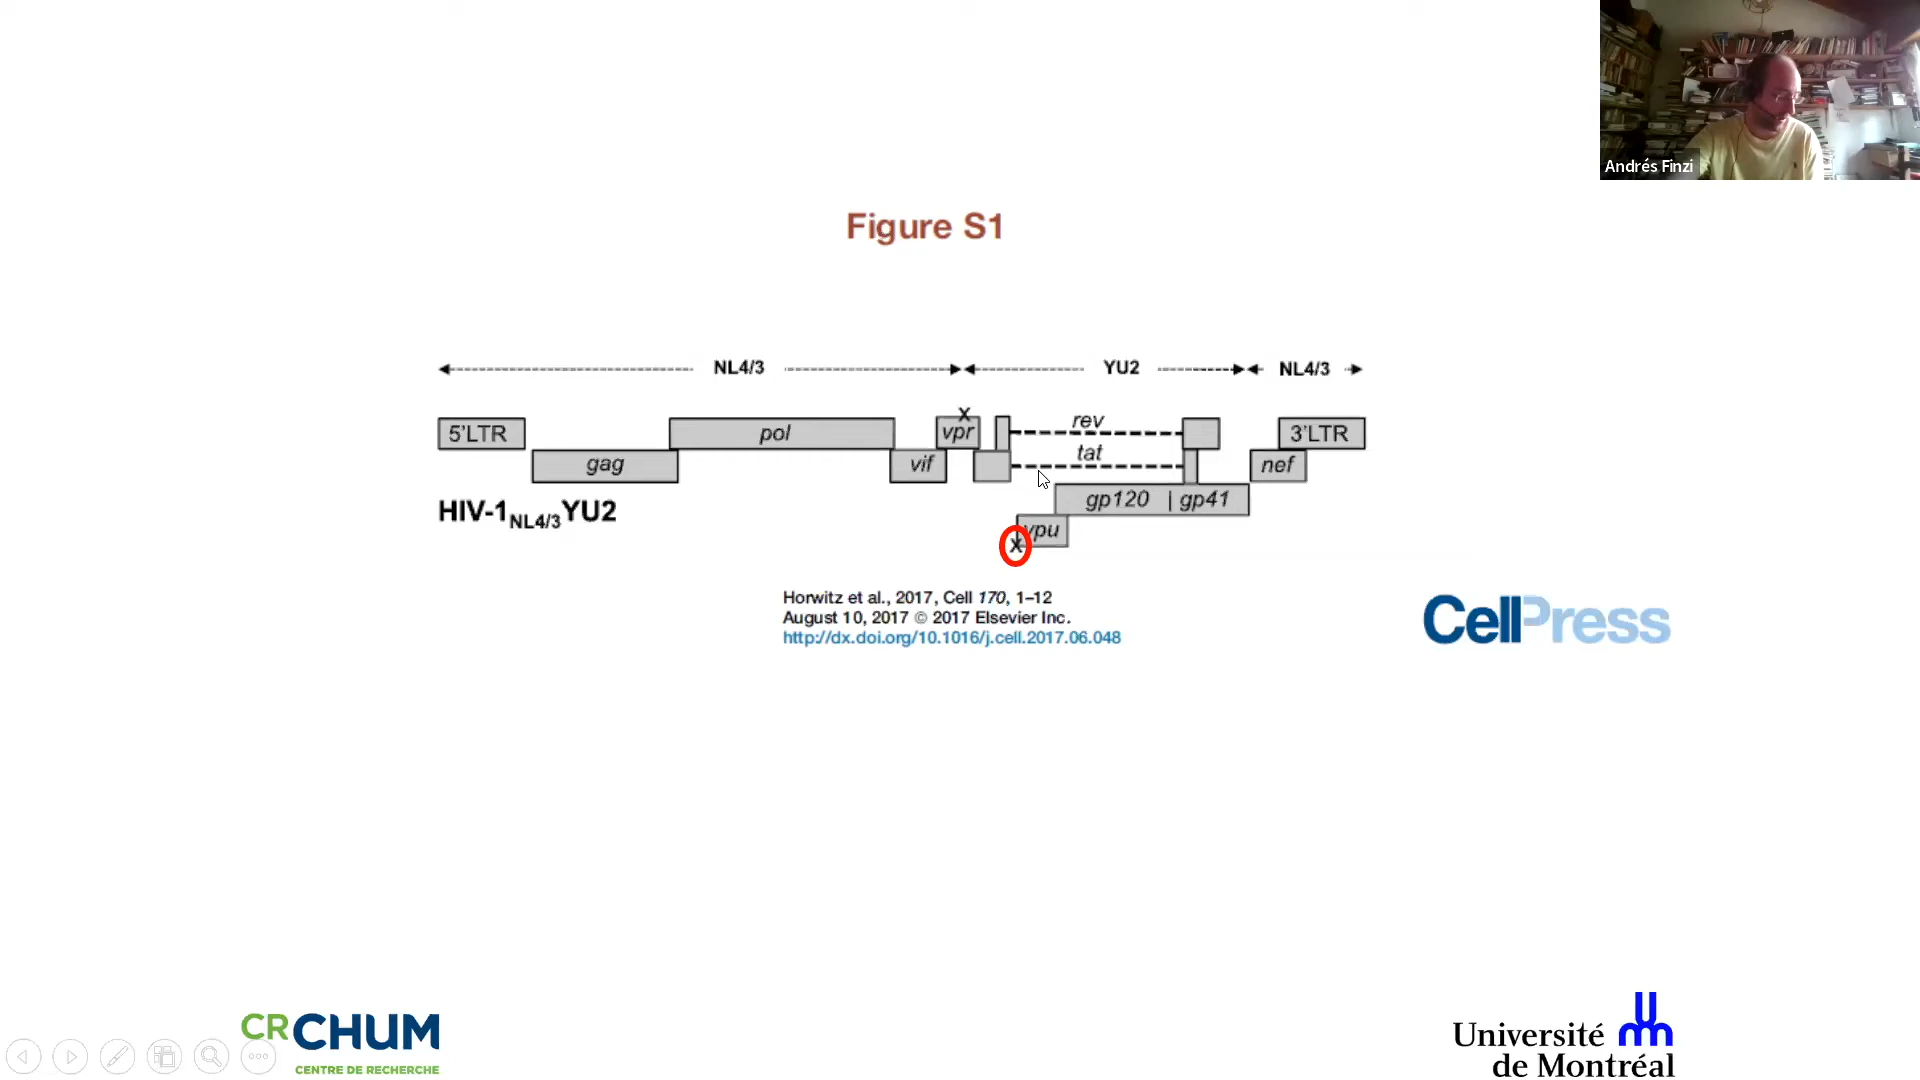 Andrés Finzi
Figure S1
NL4/3 YU2 NL4/3
x
rev
5'LTR pol vpr 3'LTR
tat
gag vif nef
gp120 | gp41
HIV-1NL4/3YU2
vpu
x
Horwitz et al., 2017, Cell 170, 1–12
August 10, 2017 © 2017 Elsevier Inc.
http://dx.doi.org/10.1016/j.cell.2017.06.048
CellPress
CRCHUM
CENTRE DE RECHERCHE
Université
de Montréal